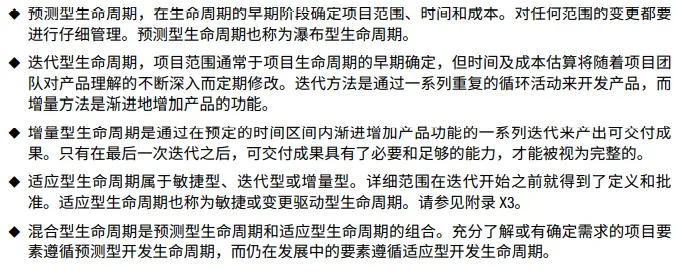 ◆ 预测型生命周期，在生命周期的早期阶段确定项目范围、时间和成本。对任何范围的变更都要
进行仔细管理。预测型生命周期也称为瀑布型生命周期。
◆ 迭代型生命周期，项目范围通常于项目生命周期的早期确定，但时间及成本估算将随着项目团
队对产品理解的不断深入而定期修改。迭代方法是通过一系列重复的循环活动来开发产品，而
增量方法是渐进地增加产品的功能。
◆ 增量型生命周期是通过在预定的时间区间内渐进增加产品功能的一系列迭代来产出可交付成
果。只有在最后一次迭代之后，可交付成果具有了必要和足够的能力，才能被视为完整的。
◆ 适应型生命周期属于敏捷型、迭代型或增量型。详细范围在迭代开始之前就得到了定义和批
准。适应型生命周期也称为敏捷或变更驱动型生命周期。请参见附录 X3。
◆ 混合型生命周期是预测型生命周期和适应型生命周期的组合。充分了解或有确定需求的项目要
素遵循预测型开发生命周期，而仍在发展中的要素遵循适应型开发生命周期。